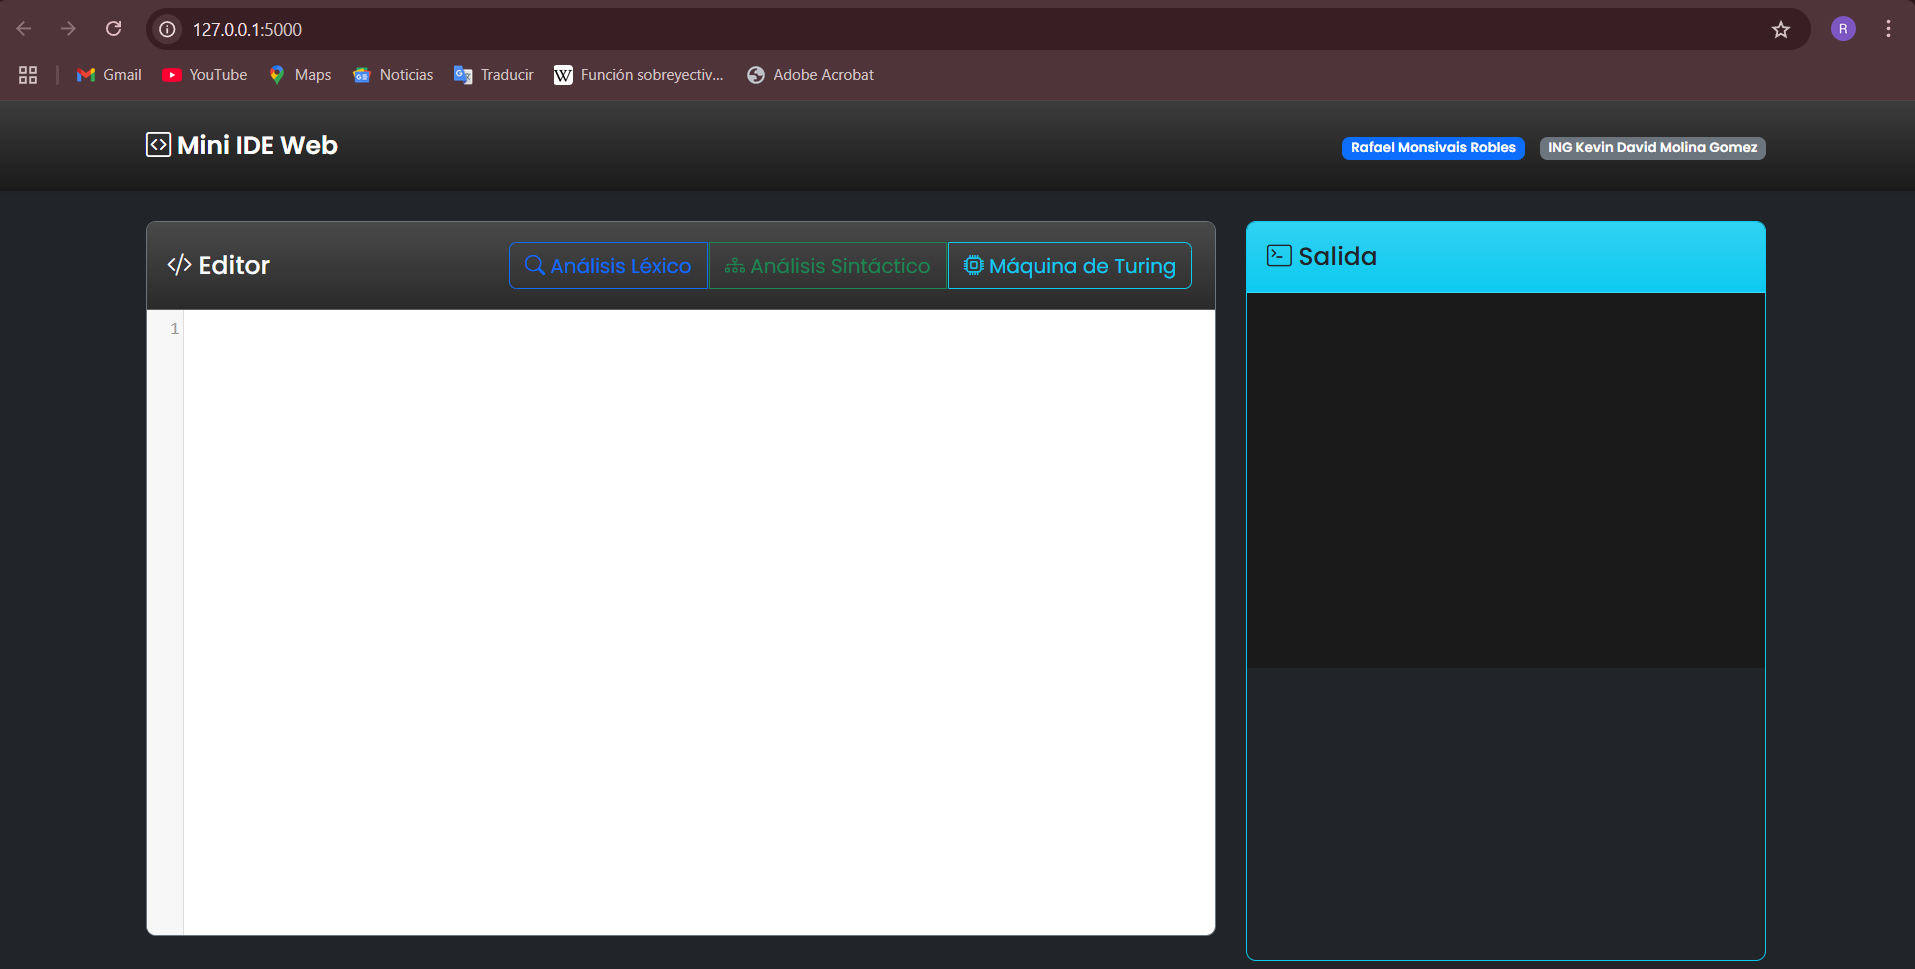 127.0.0.1:5000
R
Gmail YouTube Maps Noticias Traducir Función sobreyectiv... Adobe Acrobat
Mini IDE Web
Rafael Monsivais Robles ING Kevin David Molina Gomez
Editor
Análisis Léxico Análisis Sintáctico Máquina de Turing
Salida
1